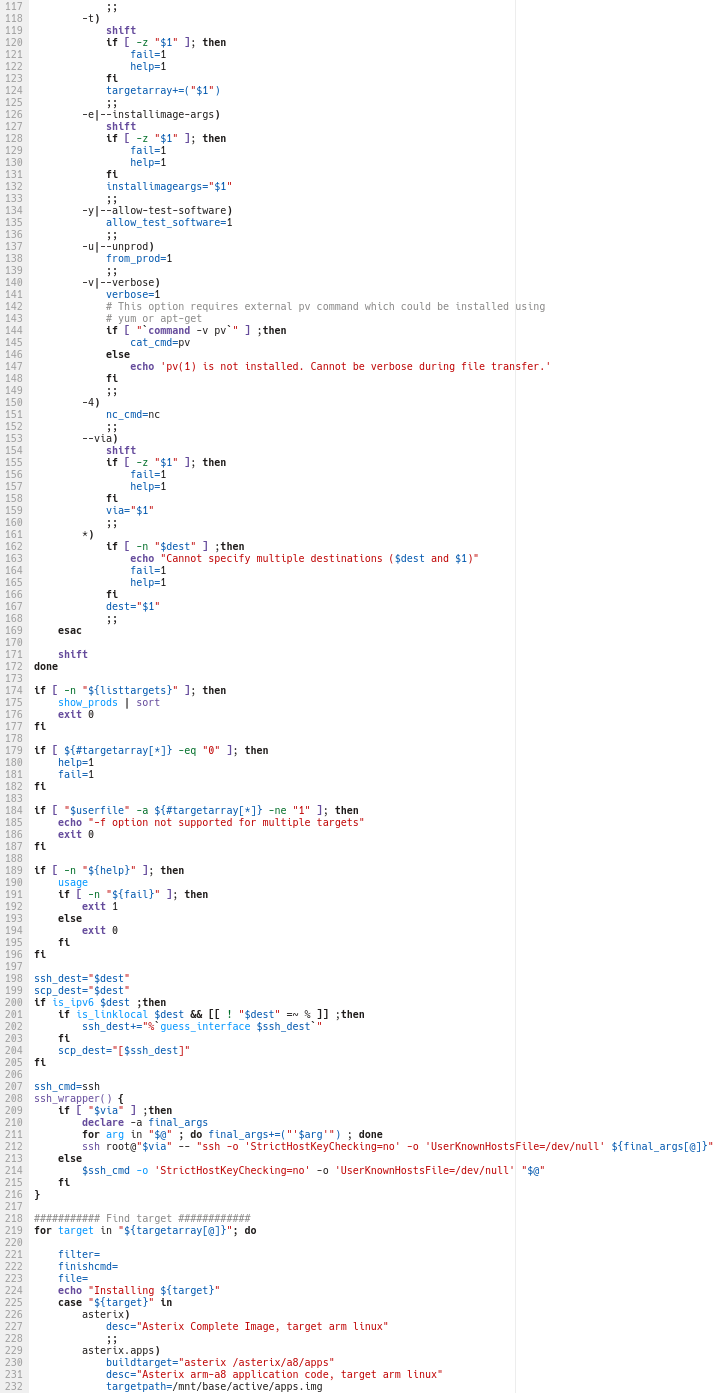 117             ;;
118         -t)
119             shift
120             if [ -z "$1" ]; then
121                 fail=1
122                 help=1
123             fi
124             targetarray+=("$1")
125             ;;
126         -e|--installimage-args)
127             shift
128             if [ -z "$1" ]; then
129                 fail=1
130                 help=1
131             fi
132             installimageargs="$1"
133             ;;
134         -y|--allow-test-software)
135             allow_test_software=1
136             ;;
137         -u|--unprod)
138             from_prod=1
139             ;;
140         -v|--verbose)
141             verbose=1
142             # This option requires external pv command which could be installed using
143             # yum or apt-get
144             if [ "`command -v pv`" ] ;then
145                 cat_cmd=pv
146             else
147                 echo 'pv(1) is not installed. Cannot be verbose during file transfer.'
148             fi
149             ;;
150         -4)
151             nc_cmd=nc
152             ;;
153         --via)
154             shift
155             if [ -z "$1" ]; then
156                 fail=1
157                 help=1
158             fi
159             via="$1"
160             ;;
161         *)
162             if [ -n "$dest" ] ;then
163                 echo "Cannot specify multiple destinations ($dest and $1)"
164                 fail=1
165                 help=1
166             fi
167             dest="$1"
168             ;;
169     esac
170
171     shift
172 done
173
174 if [ -n "${listtargets}" ]; then
175     show_prods | sort
176     exit 0
177 fi
178
179 if [ ${#targetarray[*]} -eq "0" ]; then
180     help=1
181     fail=1
182 fi
183
184 if [ "$userfile" -a ${#targetarray[*]} -ne "1" ]; then
185     echo "-f option not supported for multiple targets"
186     exit 0
187 fi
188
189 if [ -n "${help}" ]; then
190     usage
191     if [ -n "${fail}" ]; then
192         exit 1
193     else
194         exit 0
195     fi
196 fi
197
198 ssh_dest="$dest"
199 scp_dest="$dest"
200 if is_ipv6 $dest ;then
201     if is_linklocal $dest && [[ ! "$dest" =~ % ]] ;then
202         ssh_dest+="%`guess_interface $ssh_dest`"
203     fi
204     scp_dest="[$ssh_dest]"
205 fi
206
207 ssh_cmd=ssh
208 ssh_wrapper() {
209     if [ "$via" ] ;then
210         declare -a final_args
211         for arg in "$@" ; do final_args+=("'$arg'") ; done
212         ssh root@"$via" -- "ssh -o 'StrictHostKeyChecking=no' -o 'UserKnownHostsFile=/dev/null' ${final_args[@]}"
213     else
214         $ssh_cmd -o 'StrictHostKeyChecking=no' -o 'UserKnownHostsFile=/dev/null' "$@"
215     fi
216 }
217
218 ########### Find target ############
219 for target in "${targetarray[@]}"; do
220
221     filter=
222     finishcmd=
223     file=
224     echo "Installing ${target}"
225     case "${target}" in
226         asterix)
227             desc="Asterix Complete Image, target arm linux"
228             ;;
229         asterix.apps)
230             buildtarget="asterix /asterix/a8/apps"
231             desc="Asterix arm-a8 application code, target arm linux"
232             targetpath=/mnt/base/active/apps.img